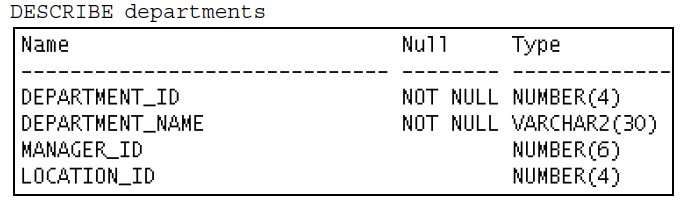 DESCRIBE departments
Name Null Type
------------------------------ -------- -------------
DEPARTMENT_ID NOT NULL NUMBER(4)
DEPARTMENT_NAME NOT NULL VARCHAR2(30)
MANAGER_ID NUMBER(6)
LOCATION_ID NUMBER(4)